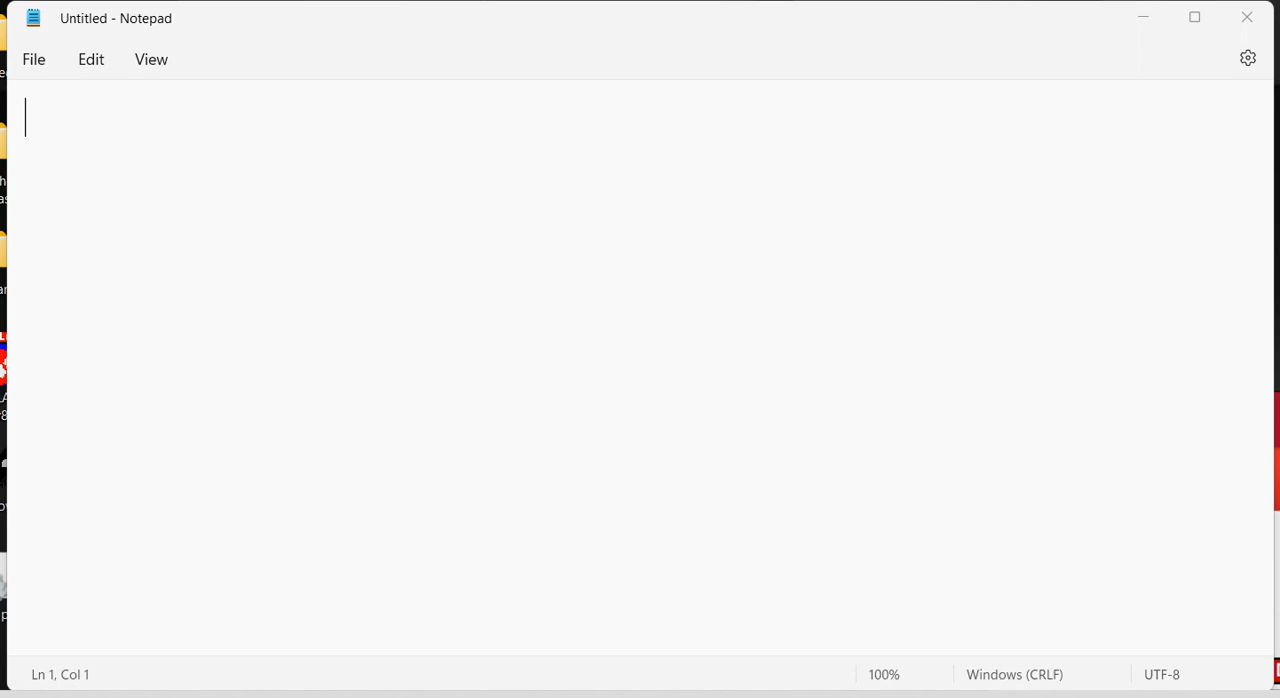 Untitled - Notepad
File Edit View
Ln 1, Col 1 100% Windows (CRLF) UTF-8